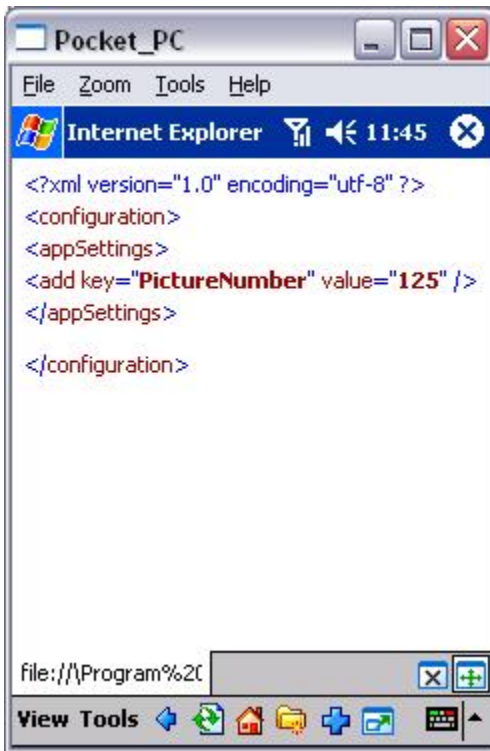 Pocket_PC
File Zoom Tools Help
Internet Explorer 11:45
<?xml version="1.0" encoding="utf-8" ?>
<configuration>
<appSettings>
<add key="PictureNumber" value="125" />
</appSettings>
</configuration>
file://\Program%20
View Tools